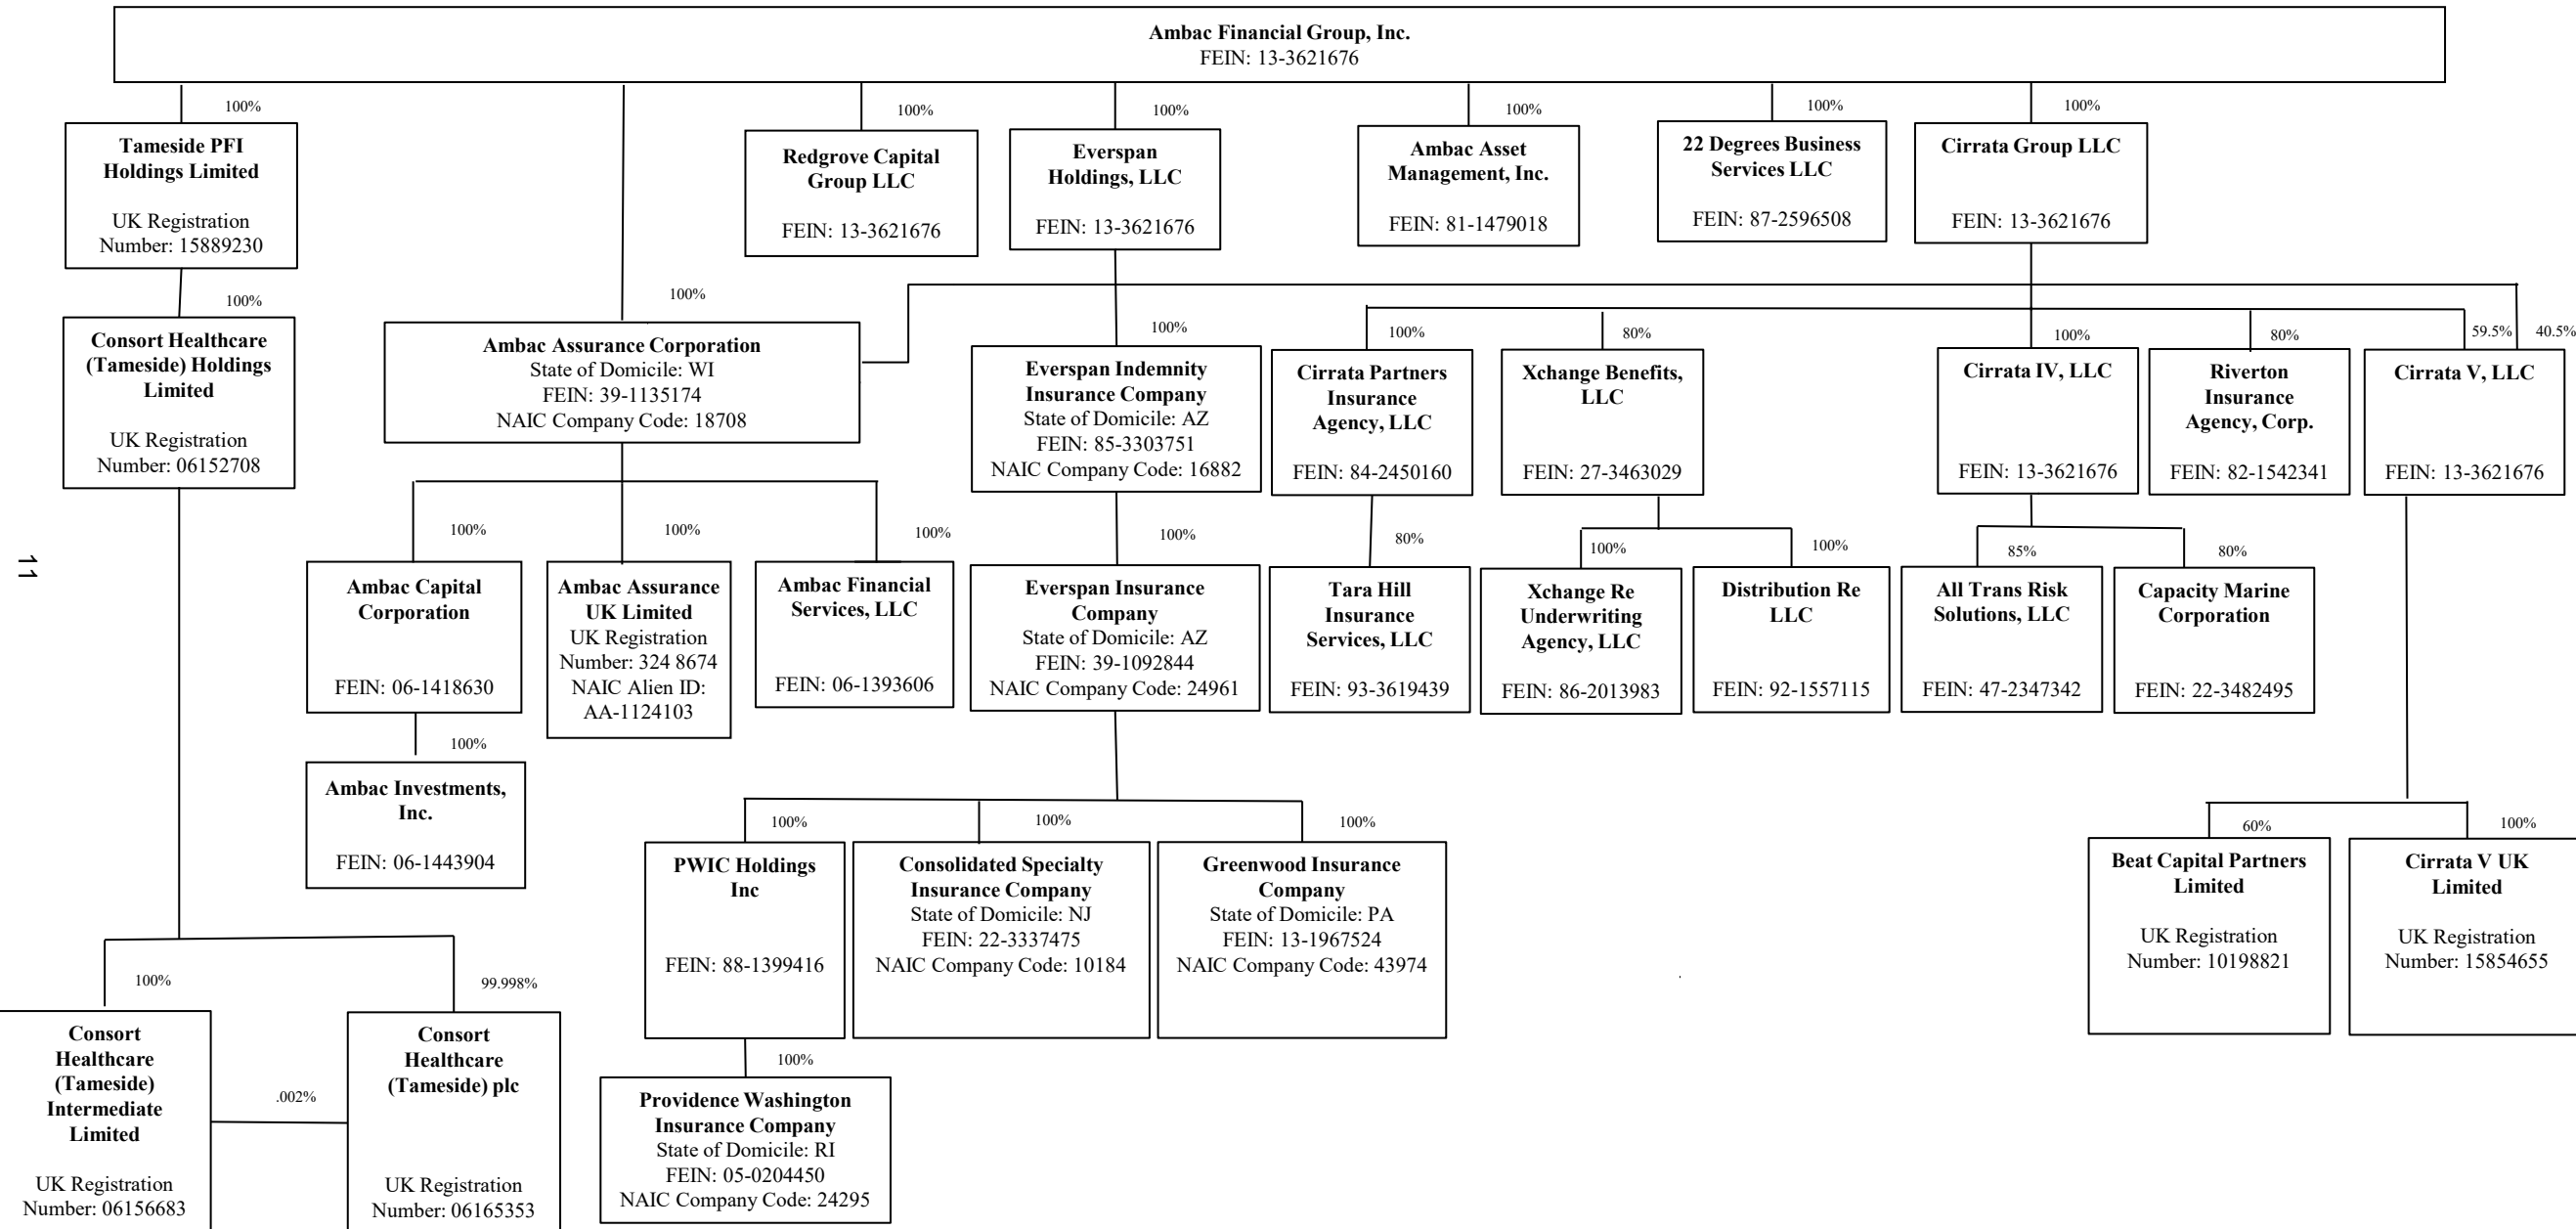 Ambac Financial Group, Inc.
FEIN: 13-3621676
100%
Tameside PFI
Holdings Limited
UK Registration
Number: 15889230
100%
Redgrove Capital
Group LLC
FEIN: 13-3621676
100%
Everspan
Holdings, LLC
FEIN: 13-3621676
100%
Ambac Asset
Management, Inc.
FEIN: 81-1479018
100%
22 Degrees Business
Services LLC
FEIN: 87-2596508
100%
Cirrata Group LLC
FEIN: 13-3621676
100%
Consort Healthcare
(Tameside) Holdings
Limited
UK Registration
Number: 06152708
100%
Ambac Assurance Corporation
State of Domicile: WI
FEIN: 39-1135174
NAIC Company Code: 18708
100%
Everspan Indemnity
Insurance Company
State of Domicile: AZ
FEIN: 85-3303751
NAIC Company Code: 16882
100%
Cirrata Partners
Insurance
Agency, LLC
FEIN: 84-2450160
80%
Xchange Benefits,
LLC
FEIN: 27-3463029
100%
Cirrata IV, LLC
FEIN: 13-3621676
80%
Riverton
Insurance
Agency, Corp.
FEIN: 82-1542341
59.5%
40.5%
Cirrata V, LLC
FEIN: 13-3621676
11
100%
Ambac Capital
Corporation
FEIN: 06-1418630
100%
Ambac Assurance
UK Limited
UK Registration
Number: 324 8674
NAIC Alien ID:
AA-1124103
100%
Ambac Financial
Services, LLC
FEIN: 06-1393606
100%
Everspan Insurance
Company
State of Domicile: AZ
FEIN: 39-1092844
NAIC Company Code: 24961
80%
Tara Hill
Insurance
Services, LLC
FEIN: 93-3619439
100%
Xchange Re
Underwriting
Agency, LLC
FEIN: 86-2013983
100%
Distribution Re
LLC
FEIN: 92-1557115
85%
All Trans Risk
Solutions, LLC
FEIN: 47-2347342
80%
Capacity Marine
Corporation
FEIN: 22-3482495
100%
Ambac Investments,
Inc.
FEIN: 06-1443904
100%
PWIC Holdings
Inc
FEIN: 88-1399416
100%
Consolidated Specialty
Insurance Company
State of Domicile: NJ
FEIN: 22-3337475
NAIC Company Code: 10184
100%
Greenwood Insurance
Company
State of Domicile: PA
FEIN: 13-1967524
NAIC Company Code: 43974
60%
Beat Capital Partners
Limited
UK Registration
Number: 10198821
100%
Cirrata V UK
Limited
UK Registration
Number: 15854655
100%
Consort
Healthcare
(Tameside)
Intermediate
Limited
UK Registration
Number: 06156683
.002%
99.998%
Consort
Healthcare
(Tameside) plc
UK Registration
Number: 06165353
100%
Providence Washington
Insurance Company
State of Domicile: RI
FEIN: 05-0204450
NAIC Company Code: 24295